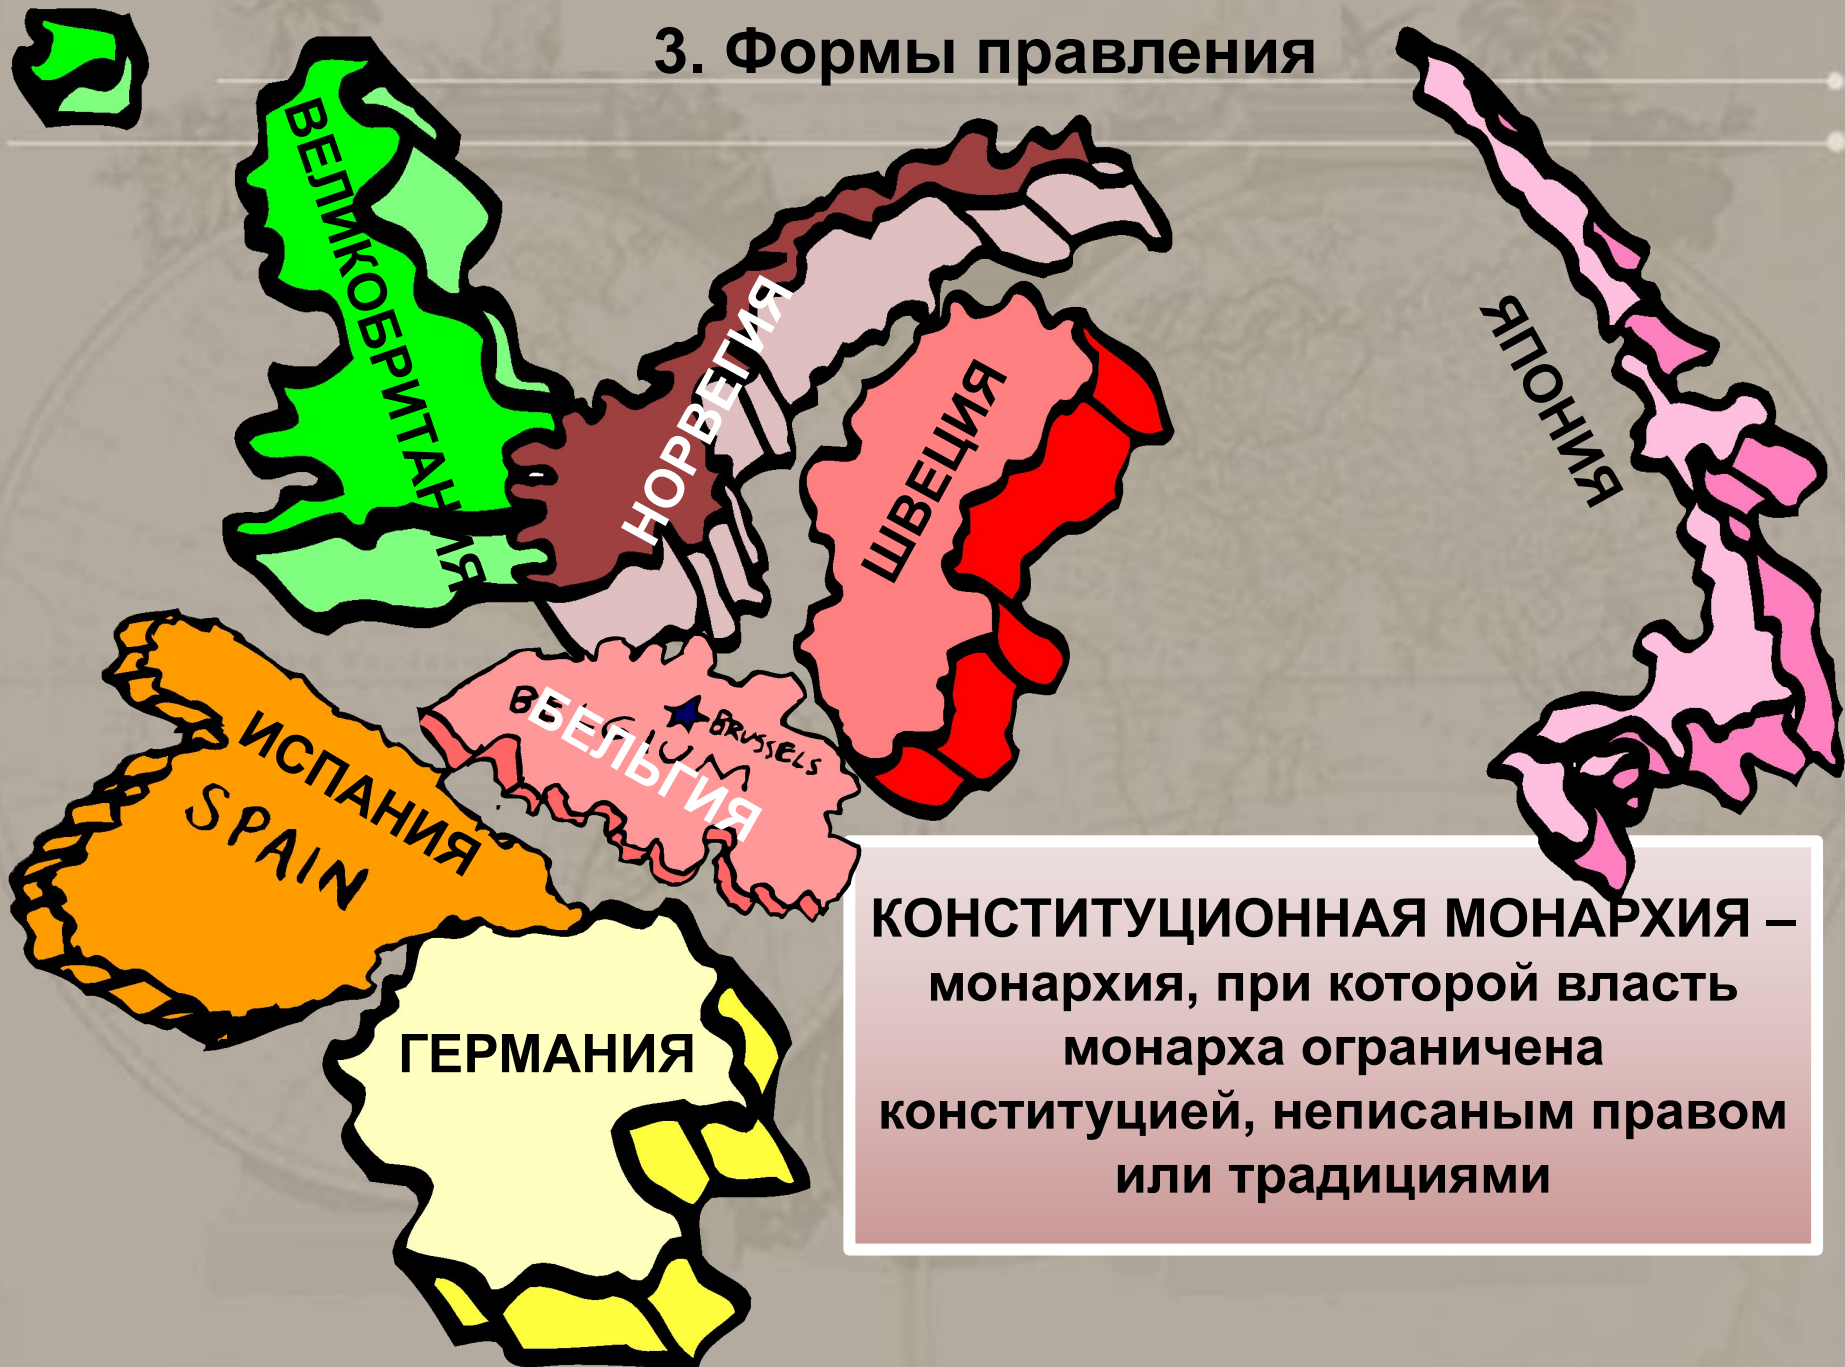 3. Формы правления
ВЕЛИКОБРИТАНИЯ
НОРВЕГИЯ
ШВЕЦИЯ
ЯПОНИЯ
ИСПАНИЯ
SPAIN
BELGIUM
БЕЛЬГИЯ
BRUSSELS
ГЕРМАНИЯ
КОНСТИТУЦИОННАЯ МОНАРХИЯ –
монархия, при которой власть
монарха ограничена
конституцией, неписаным правом
или традициями